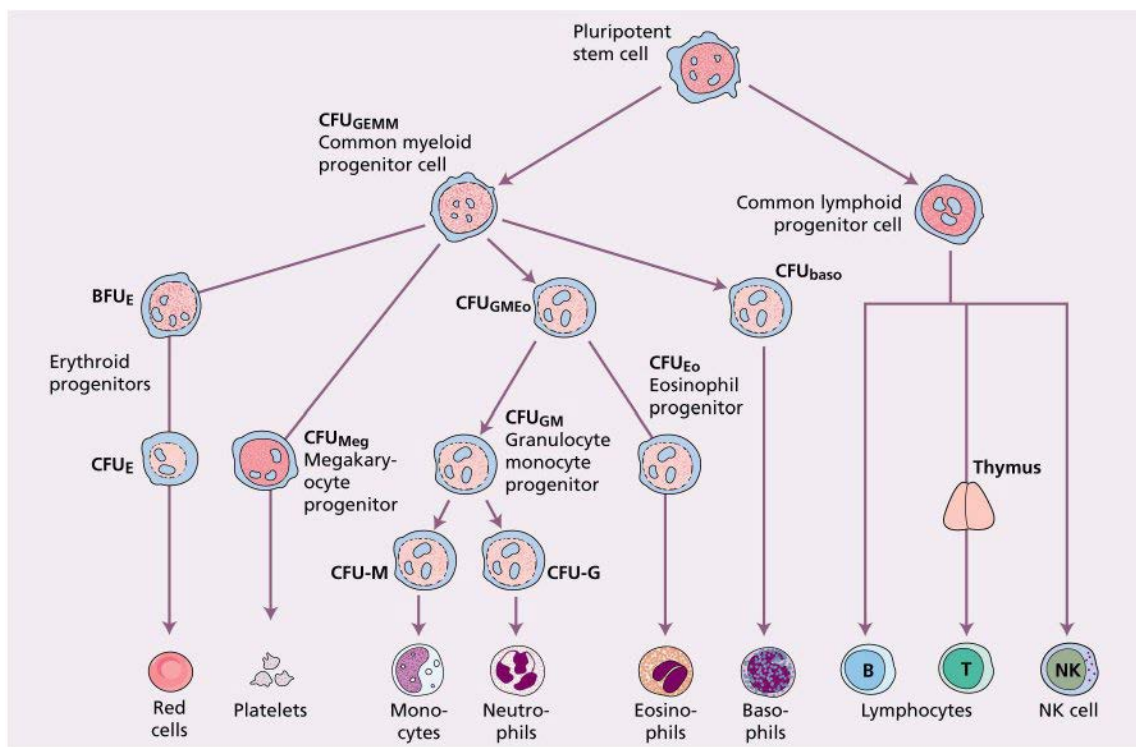 Pluripotent
stem cell
CFUGEMM
Common myeloid
progenitor cell
Common lymphoid
progenitor cell
BFUE
CFUGMEo
CFUbaso
Erythroid
progenitors
CFUEo
Eosinophil
progenitor
CFUE
CFUMeg
Megakary-
ocyte
progenitor
CFUGM
Granulocyte
monocyte
progenitor
Thymus
CFU-M
CFU-G
B
T
NK
Red
cells
Platelets
Mono-
cytes
Neutro-
phils
Eosino-
phils
Baso-
phils
Lymphocytes
NK cell